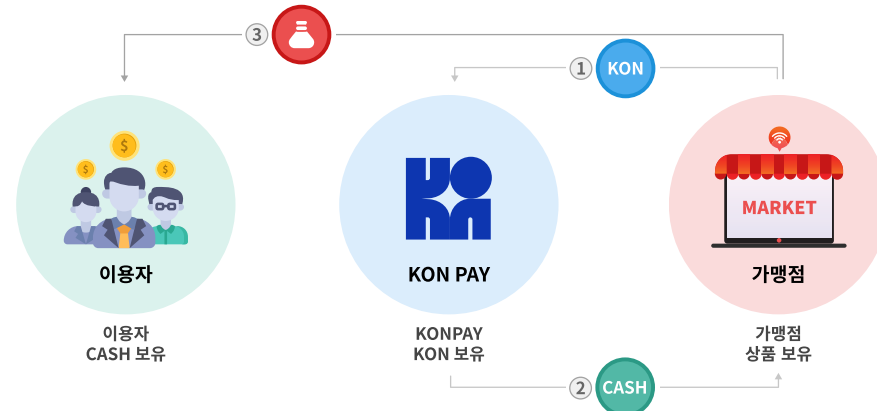 3
1
KON
$
$
$
MARKET
이용자
KON PAY
가맹점
이용자
CASH 보유
KONPAY
KON 보유
가맹점
상품 보유
2
CASH